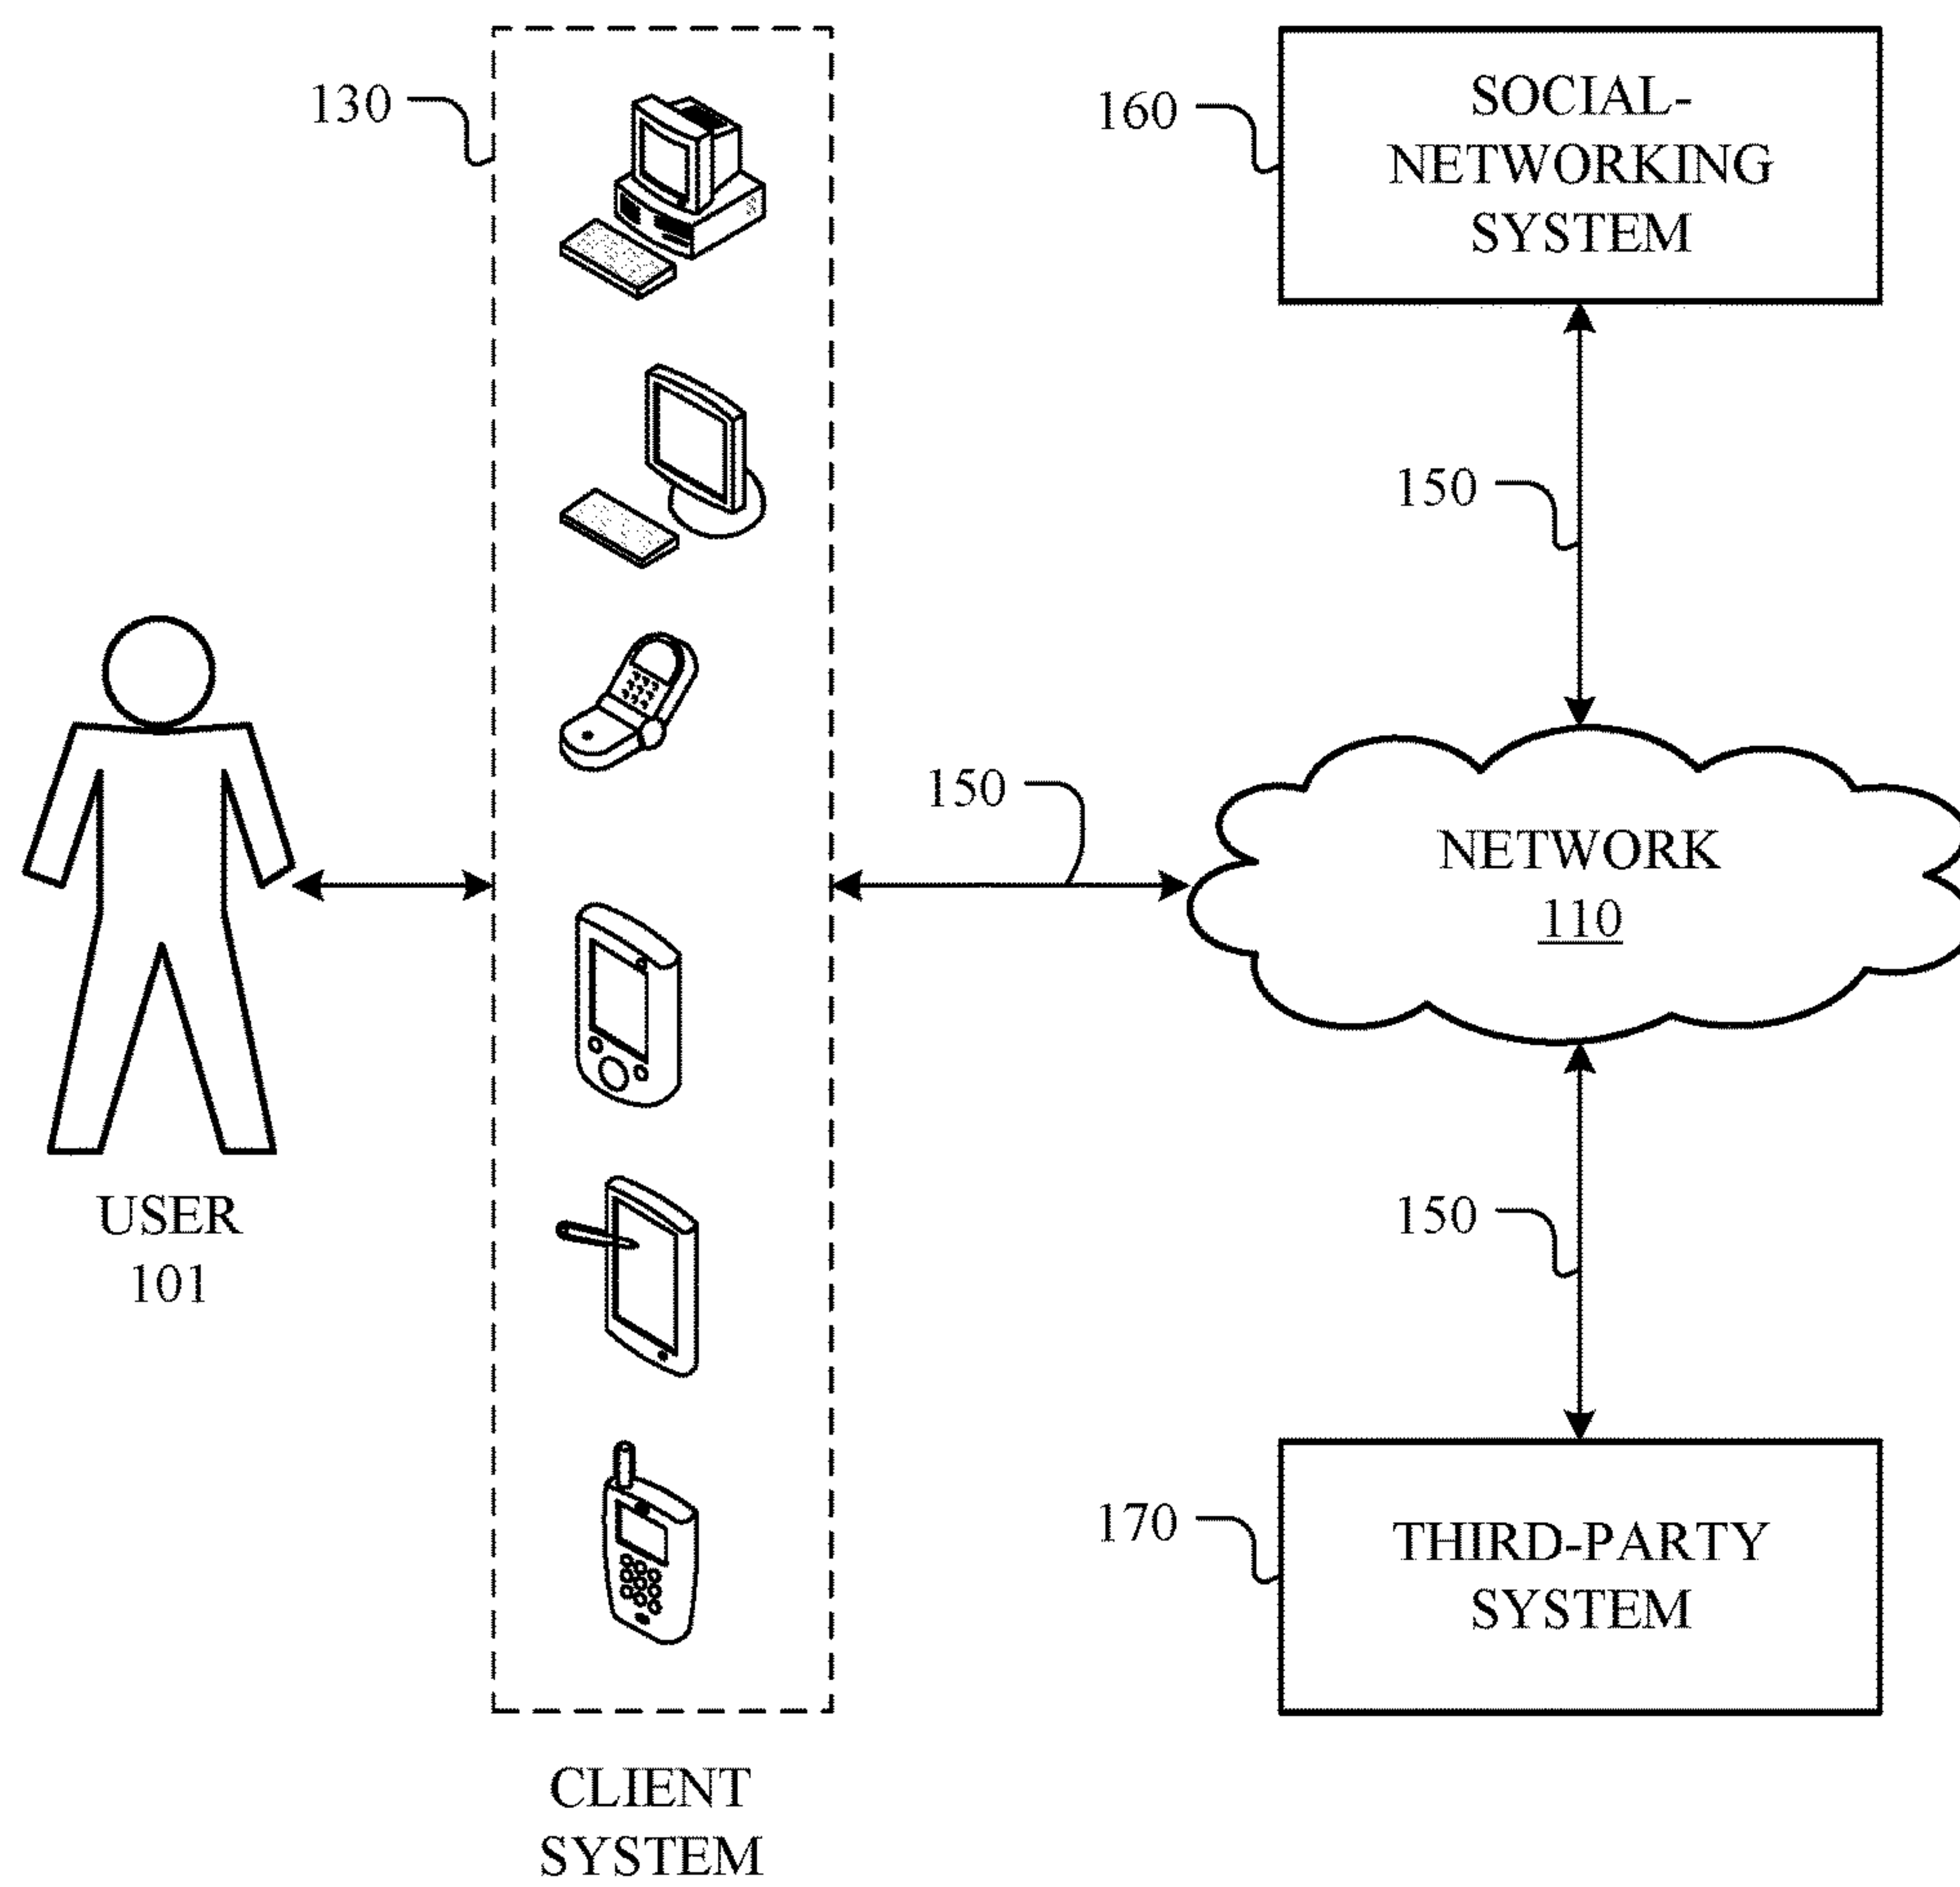 130
160
SOCIAL-
NETWORKING
SYSTEM
150
150
NETWORK
110
USER
101
150
170
THIRD-PARTY
SYSTEM
CLIENT
SYSTEM